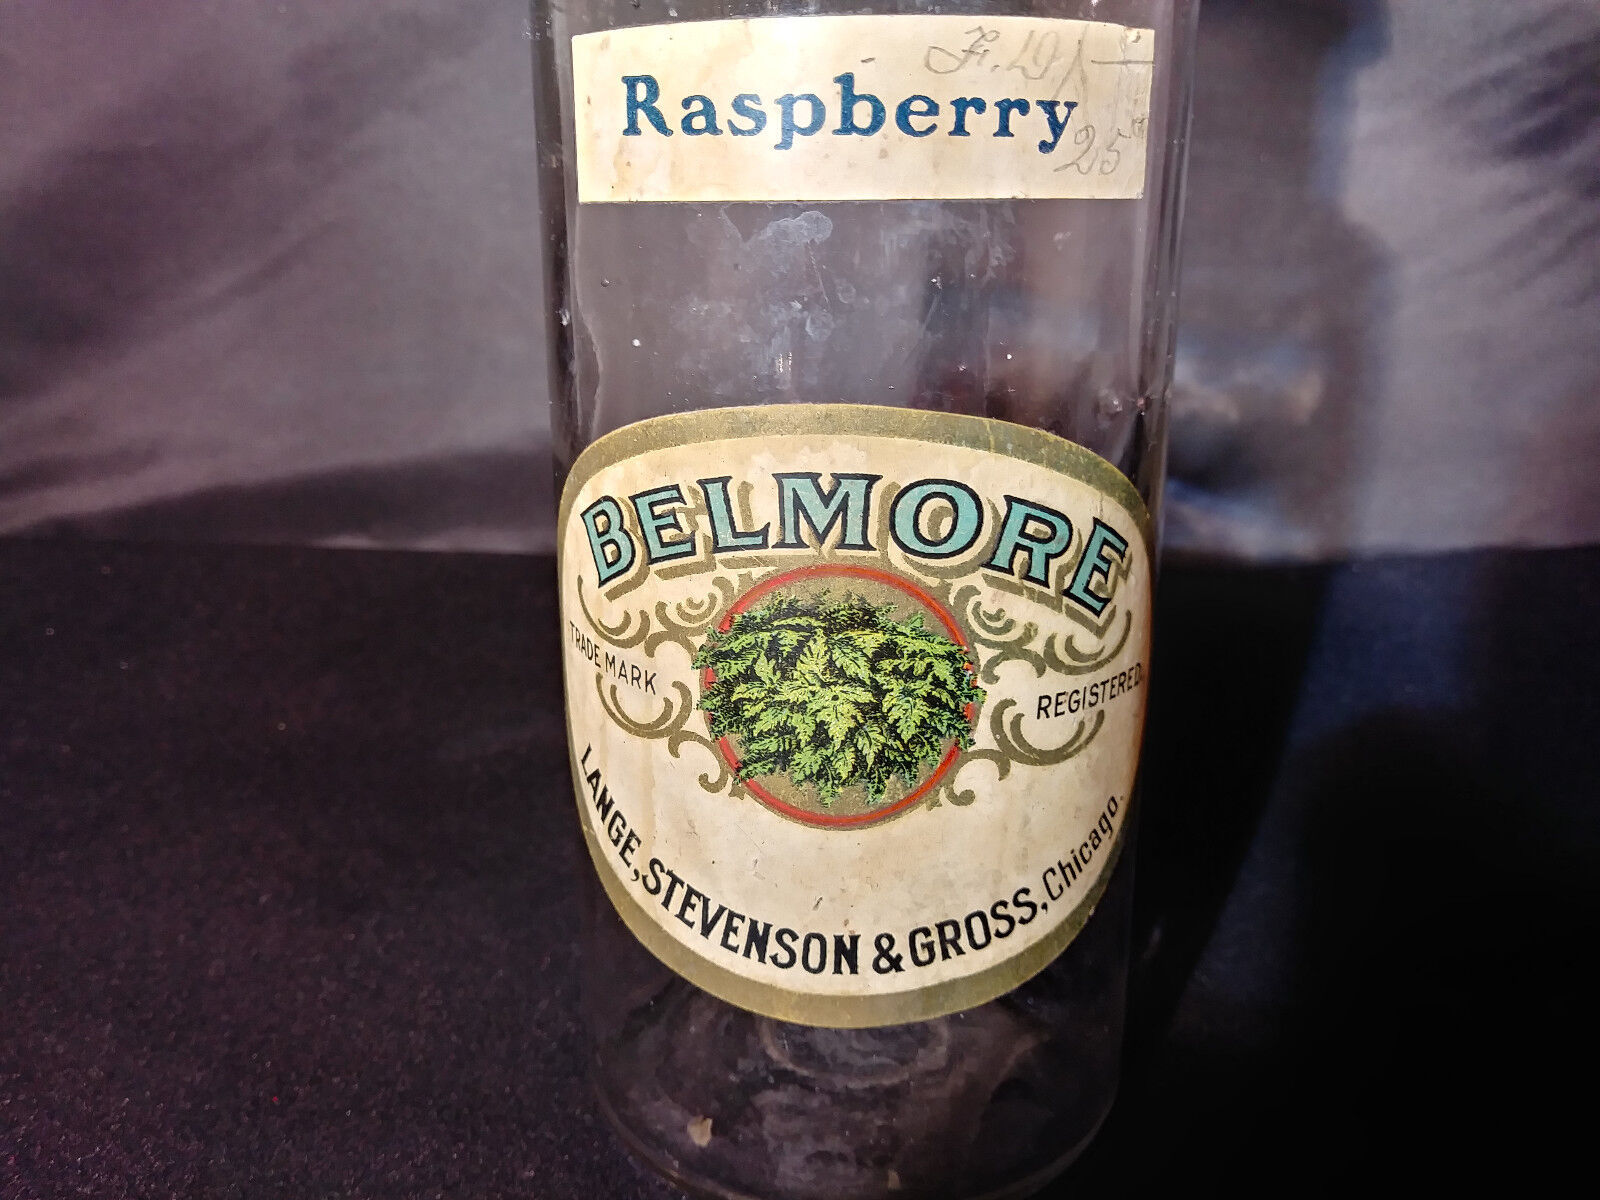 Raspberry
25
BELMORE
TRADE MARK
REGISTERED.
LANGE, STEVENSON & GROSS, Chicago.